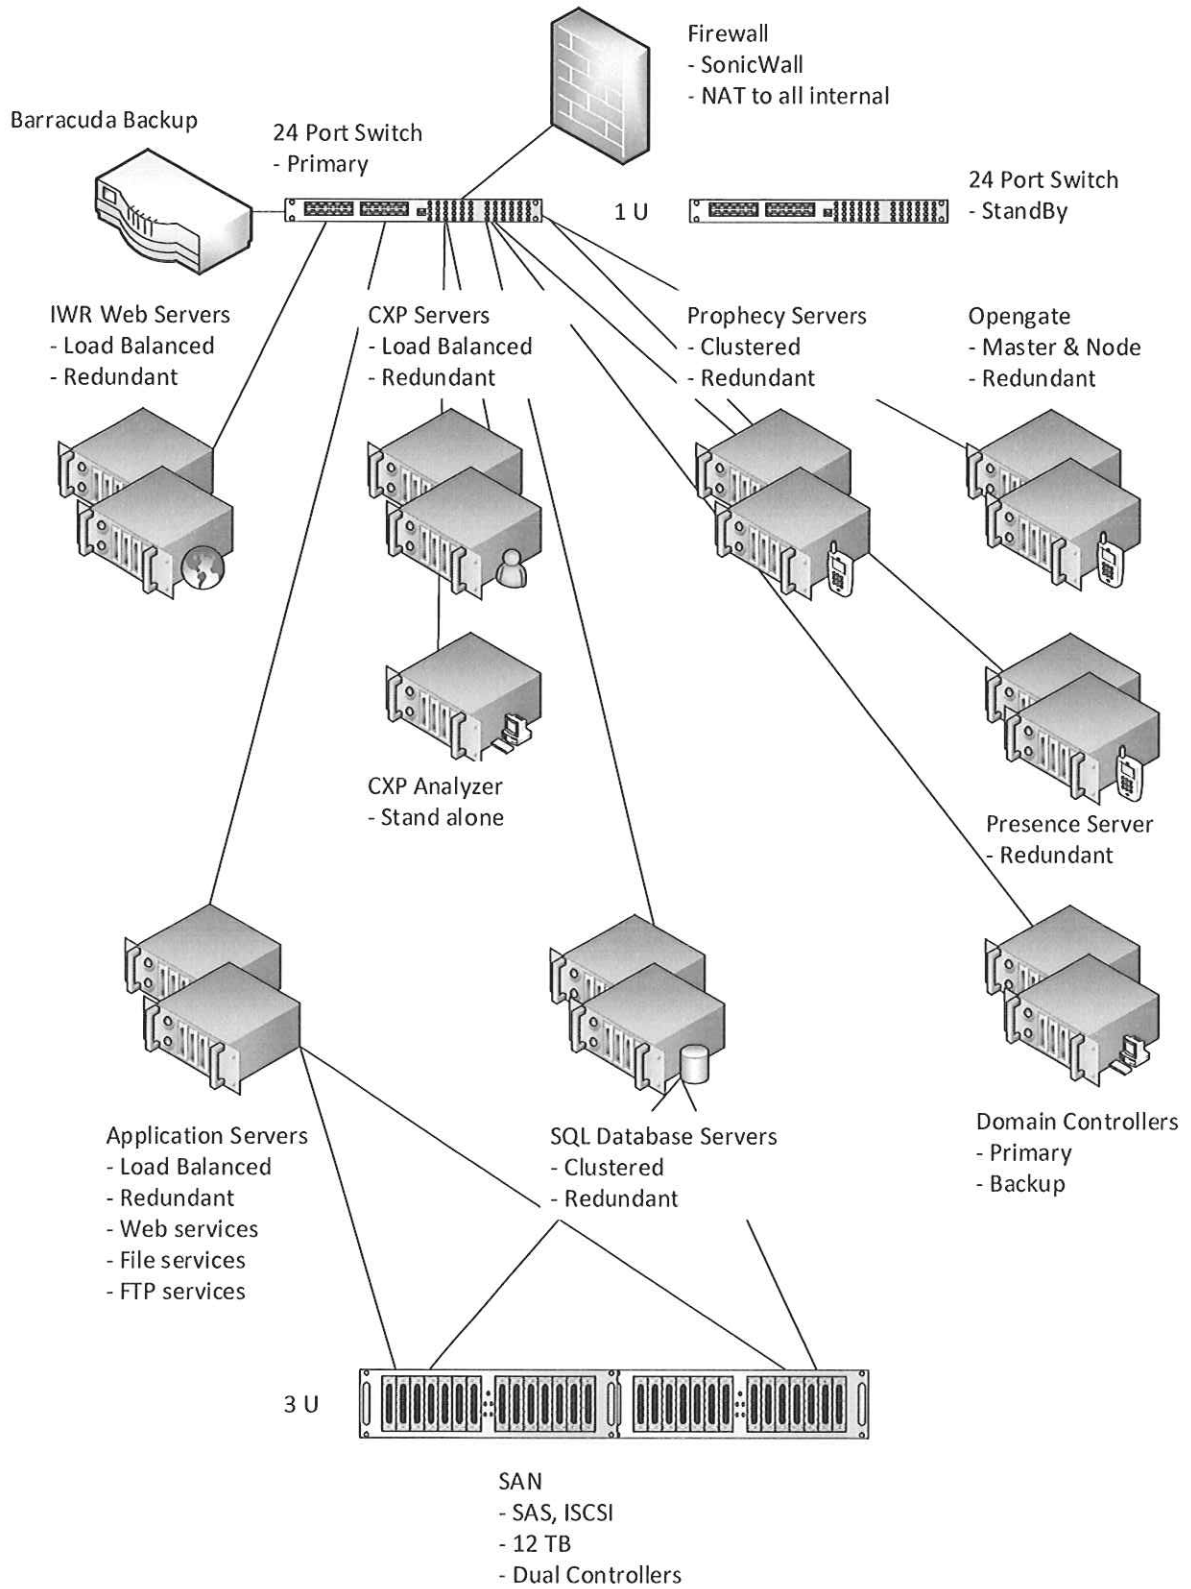 Firewall
- SonicWall
- NAT to all internal
Barracuda Backup
24 Port Switch
- Primary
1 U
24 Port Switch
- StandBy
IWR Web Servers
- Load Balanced
- Redundant
CXP Servers
- Load Balanced
- Redundant
Prophecy Servers
- Clustered
- Redundant
Opengate
- Master & Node
- Redundant
CXP Analyzer
- Stand alone
Presence Server
- Redundant
Application Servers
- Load Balanced
- Redundant
- Web services
- File services
- FTP services
SQL Database Servers
- Clustered
- Redundant
Domain Controllers
- Primary
- Backup
3 U
SAN
- SAS, ISCSI
- 12 TB
- Dual Controllers